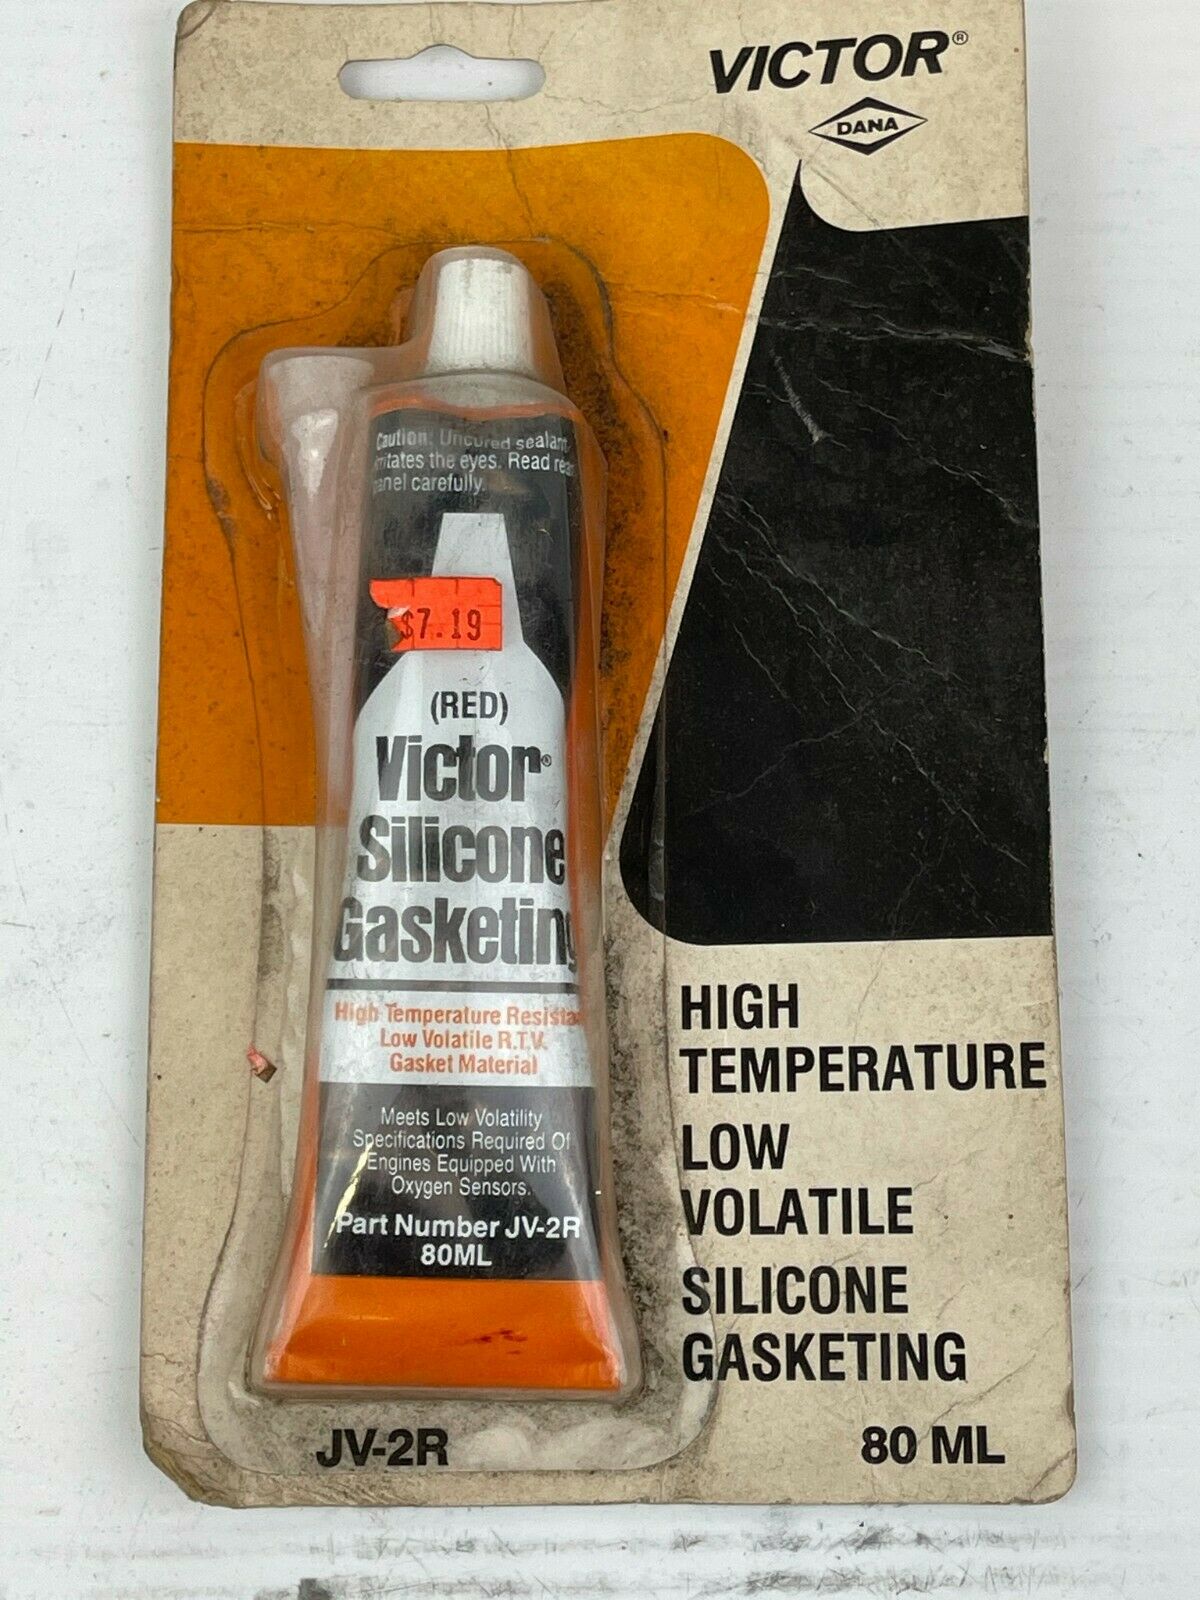 VICTOR®
DANA
Caution: Uncured sealant
irritates the eyes. Read rear
panel carefully.
$7.19
(RED)
Victor®
Silicone
Gasketing
High Temperature Resistan
Low Volatile R.T.V.
Gasket Material
Meets Low Volatility
Specifications Required Of
Engines Equipped With
Oxygen Sensors.
Part Number JV-2R
80ML
HIGH
TEMPERATURE
LOW
VOLATILE
SILICONE
GASKETING
JV-2R
80 ML